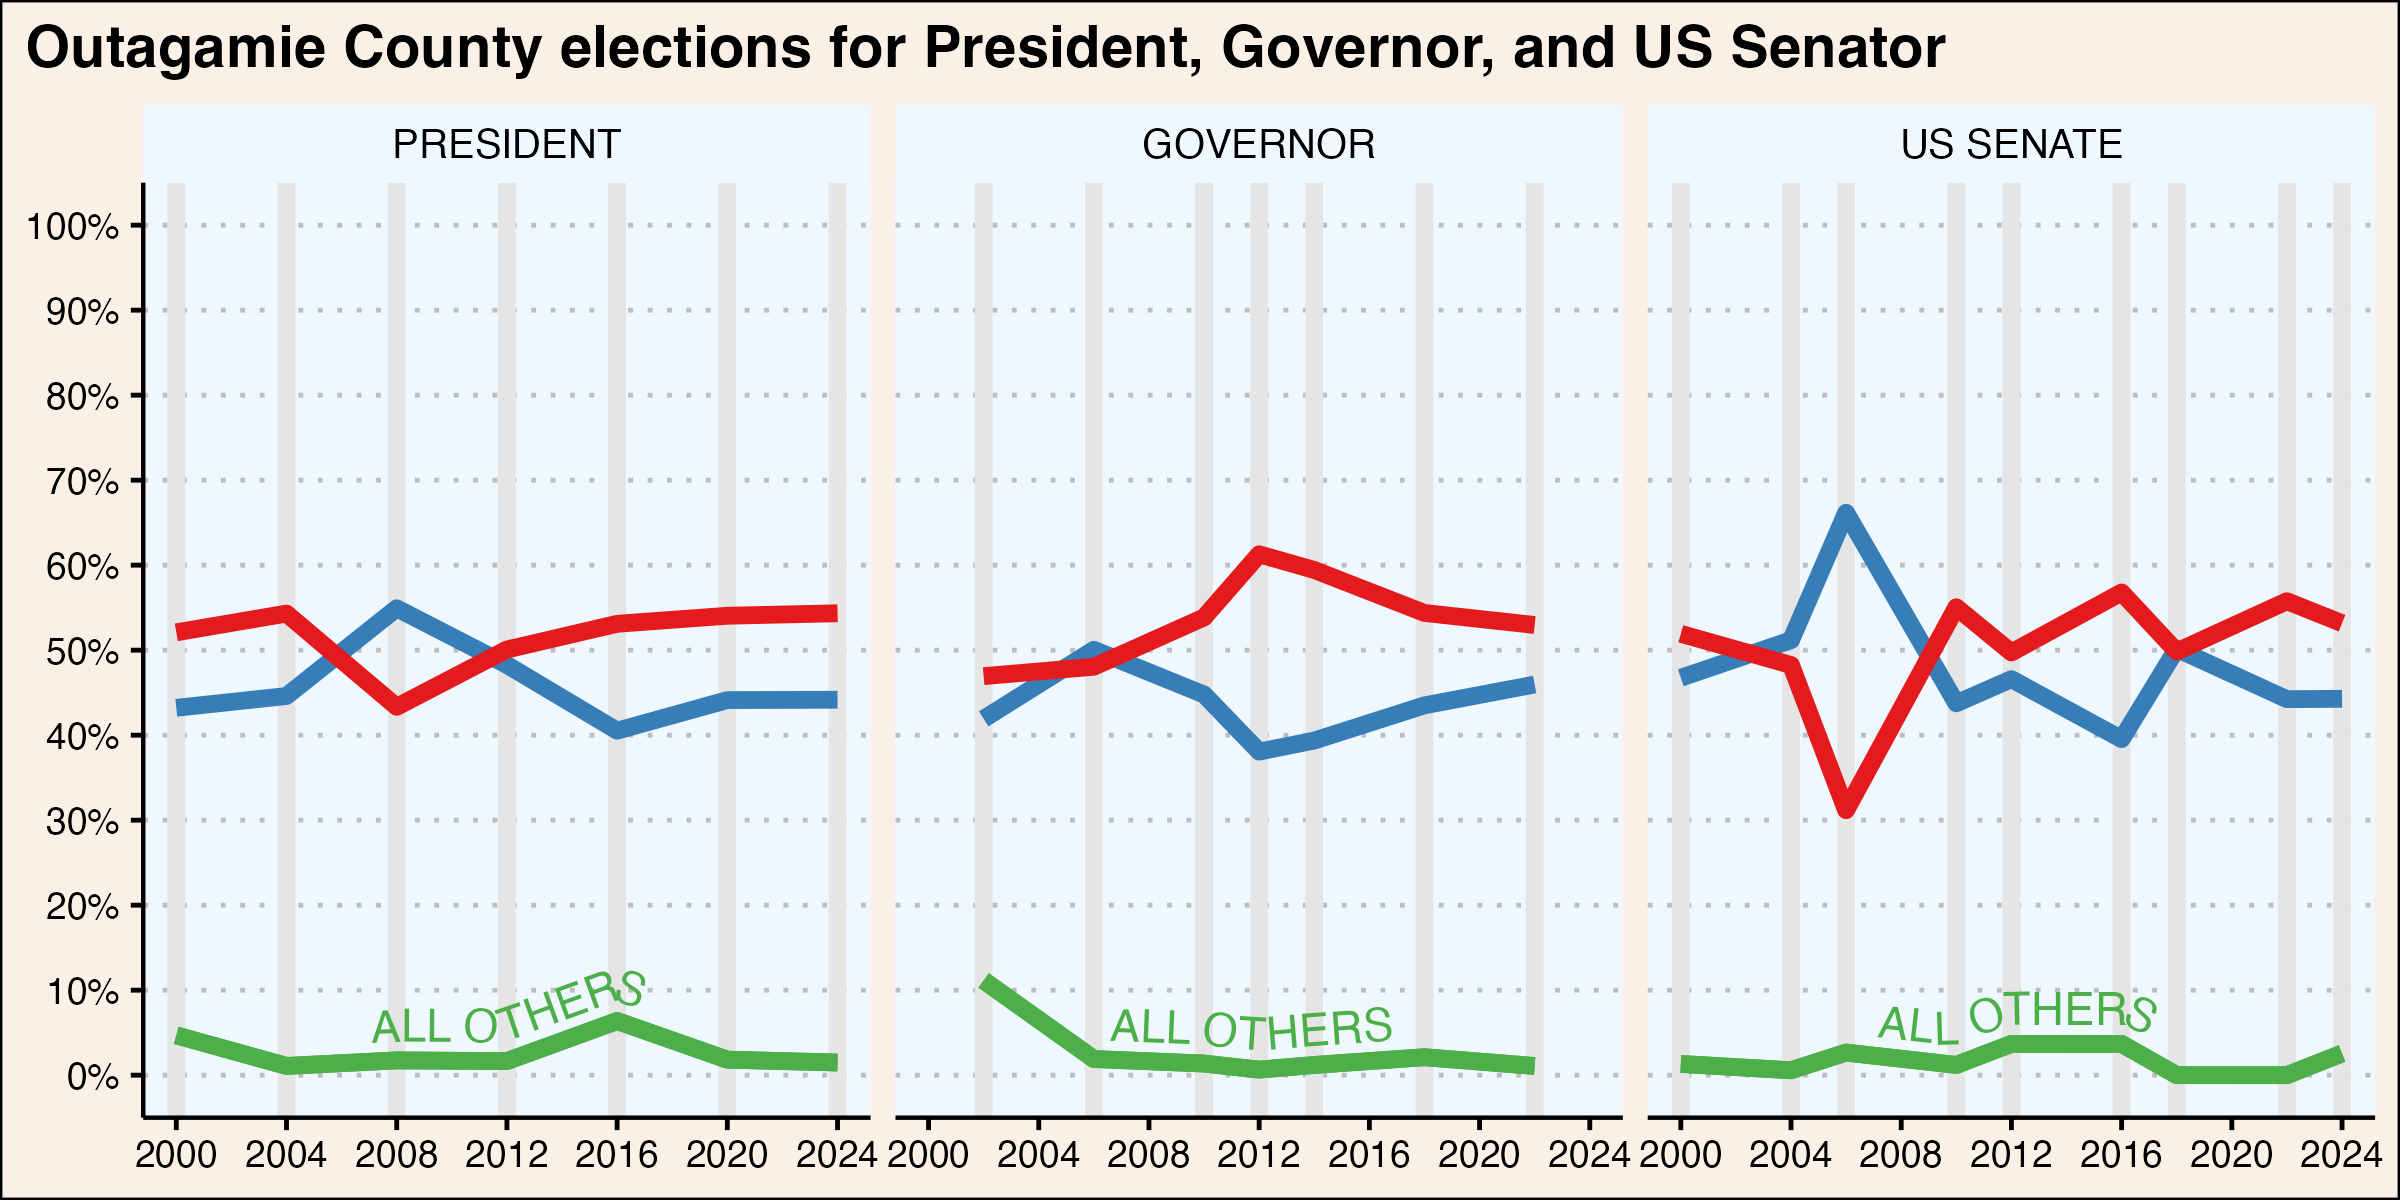 Outagamie County elections for President, Governor, and US Senator
PRESIDENT
GOVERNOR
US SENATE
100%
90%
80%
70%
60%
50%
40%
30%
20%
10%
0%
ALL OTHERS
ALL OTHERS
ALL OTHERS
2000 2004 2008 2012 2016 2020 2024
2000 2004 2008 2012 2016 2020 2024
2000 2004 2008 2012 2016 2020 2024